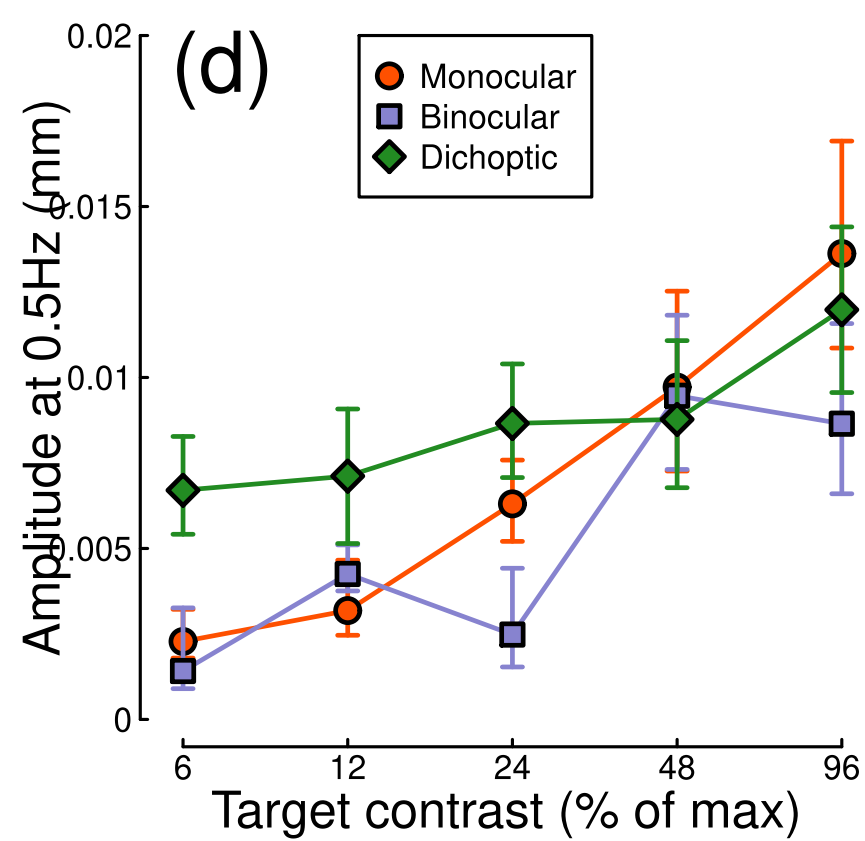 (d)
Monocular
Binocular
Dichoptic
Amplitude at 0.5Hz (mm)
0.02
0.015
0.01
0.005
0
6 12 24 48 96
Target contrast (% of max)